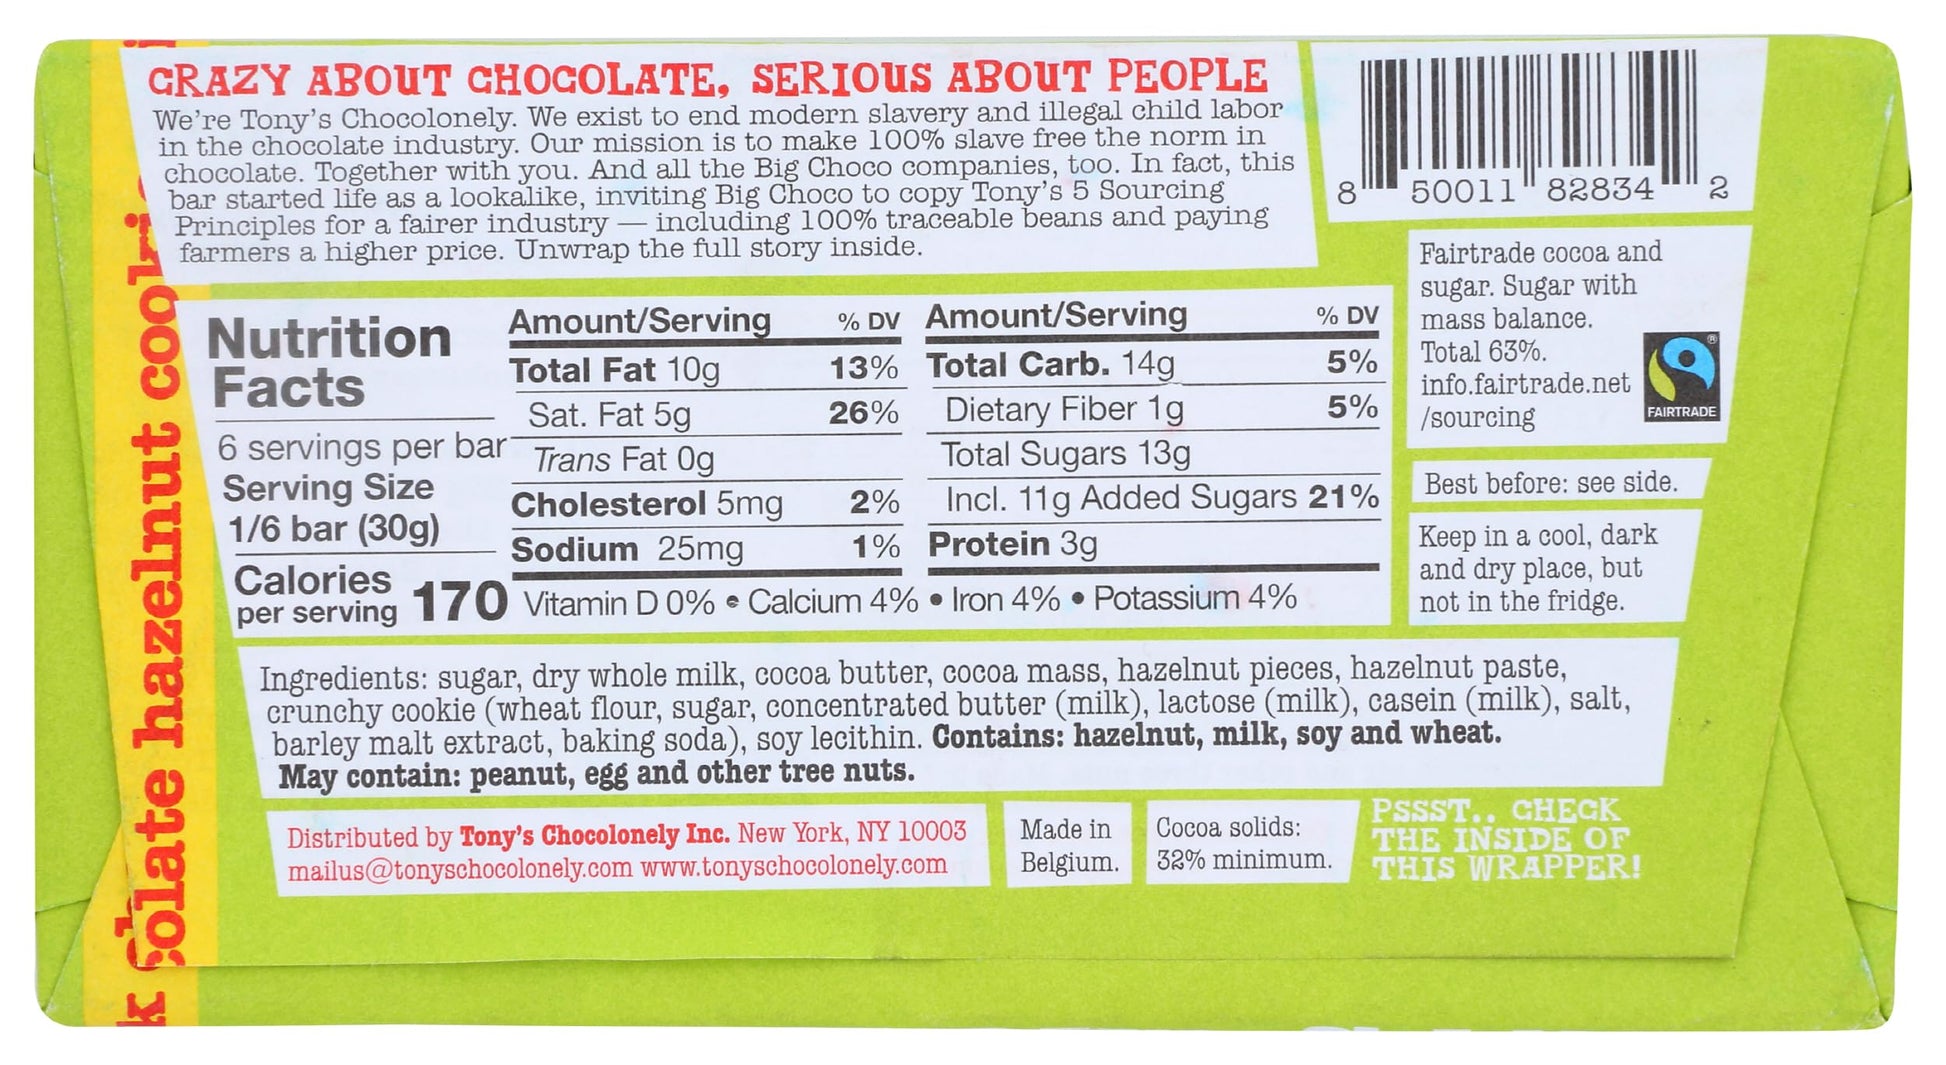 CRAZY ABOUT CHOCOLATE, SERIOUS ABOUT PEOPLE
We're Tony's Chocolonely. We exist to end modern slavery and illegal child labor
in the chocolate industry. Our mission is to make 100% slave free the norm in
chocolate. Together with you. And all the Big Choco companies, too. In fact, this
bar started life as a lookalike, inviting Big Choco to copy Tony's 5 Sourcing
Principles for a fairer industry — including 100% traceable beans and paying
farmers a higher price. Unwrap the full story inside.
8 50011 82834 2
Fairtrade cocoa and
sugar. Sugar with
mass balance.
Total 63%.
info.fairtrade.net
/sourcing
FAIRTRADE
®
Best before: see side.
Keep in a cool, dark
and dry place, but
not in the fridge.
Nutrition
Facts
6 servings per bar
Serving Size
1/6 bar (30g)
Calories
per serving 170
Amount/Serving % DV
Total Fat 10g 13%
Sat. Fat 5g 26%
Trans Fat 0g
Cholesterol 5mg 2%
Sodium 25mg 1%
Amount/Serving % DV
Total Carb. 14g 5%
Dietary Fiber 1g 5%
Total Sugars 13g
Incl. 11g Added Sugars 21%
Protein 3g
Vitamin D 0% • Calcium 4% • Iron 4% • Potassium 4%
Ingredients: sugar, dry whole milk, cocoa butter, cocoa mass, hazelnut pieces, hazelnut paste,
crunchy cookie (wheat flour, sugar, concentrated butter (milk), lactose (milk), casein (milk), salt,
barley malt extract, baking soda), soy lecithin. Contains: hazelnut, milk, soy and wheat.
May contain: peanut, egg and other tree nuts.
Distributed by Tony's Chocolonely Inc. New York, NY 10003
mailus@tonyschocolonely.com www.tonyschocolonely.com
Made in
Belgium.
Cocoa solids:
32% minimum.
PSSST.. CHECK
THE INSIDE OF
THIS WRAPPER!
hazelnut